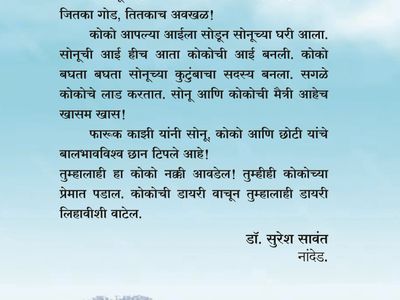 जितका गोड, तितकाच अवखळ!
कोको आपल्या आईला सोडून सोनूच्या घरी आला.
सोनूची आई हीच आता कोकोची आई बनली. कोको
बघता बघता सोनूच्या कुटुंबाचा सदस्य बनला. सगळे
कोकोचे लाड करतात. सोनू आणि कोकोची मैत्री आहेच
खासम खास!
फारूक काझी यांनी सोनू, कोको आणि छोटी यांचे
बालभावविश्व छान टिपले आहे!
तुम्हालाही हा कोको नक्की आवडेल! तुम्हीही कोकोच्या
प्रेमात पडाल. कोकोची डायरी वाचून तुम्हालाही डायरी
लिहावीशी वाटेल.
डॉ. सुरेश सावंत
नांदेड.